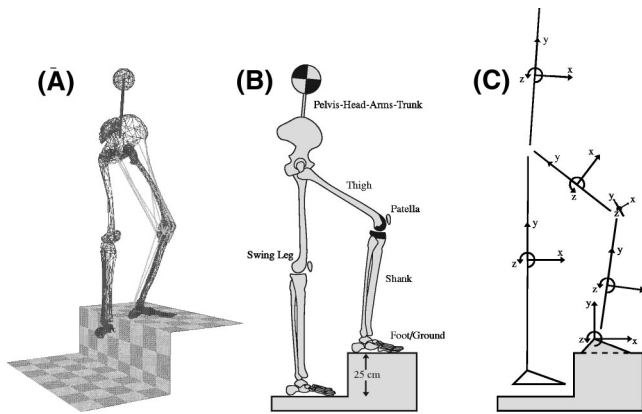 (A)
(B)
(C)
Pelvis-Head-Arms-Trunk
Thigh
Patella
Swing Leg
Shank
Foot/Ground
25 cm
y
z
x
y
x
z
y
x
z
y
z
x
y
z
x
y
z
x